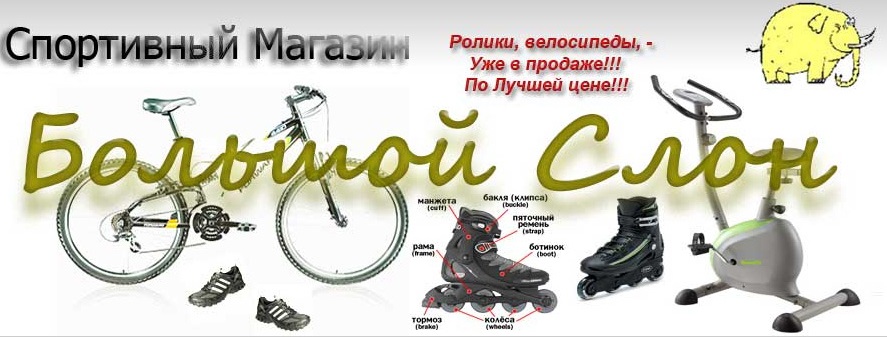 Спортивный Магазин
Ролики, велосипеды, -
Уже в продаже!!!
По Лучшей цене!!!
Большой Слон
манжета
(cuff)
бакля (клипса)
(buckle)
пяточный
ремень
(strap)
рама
(frame)
ботинок
(boot)
тормоз
(brake)
колёса
(wheels)